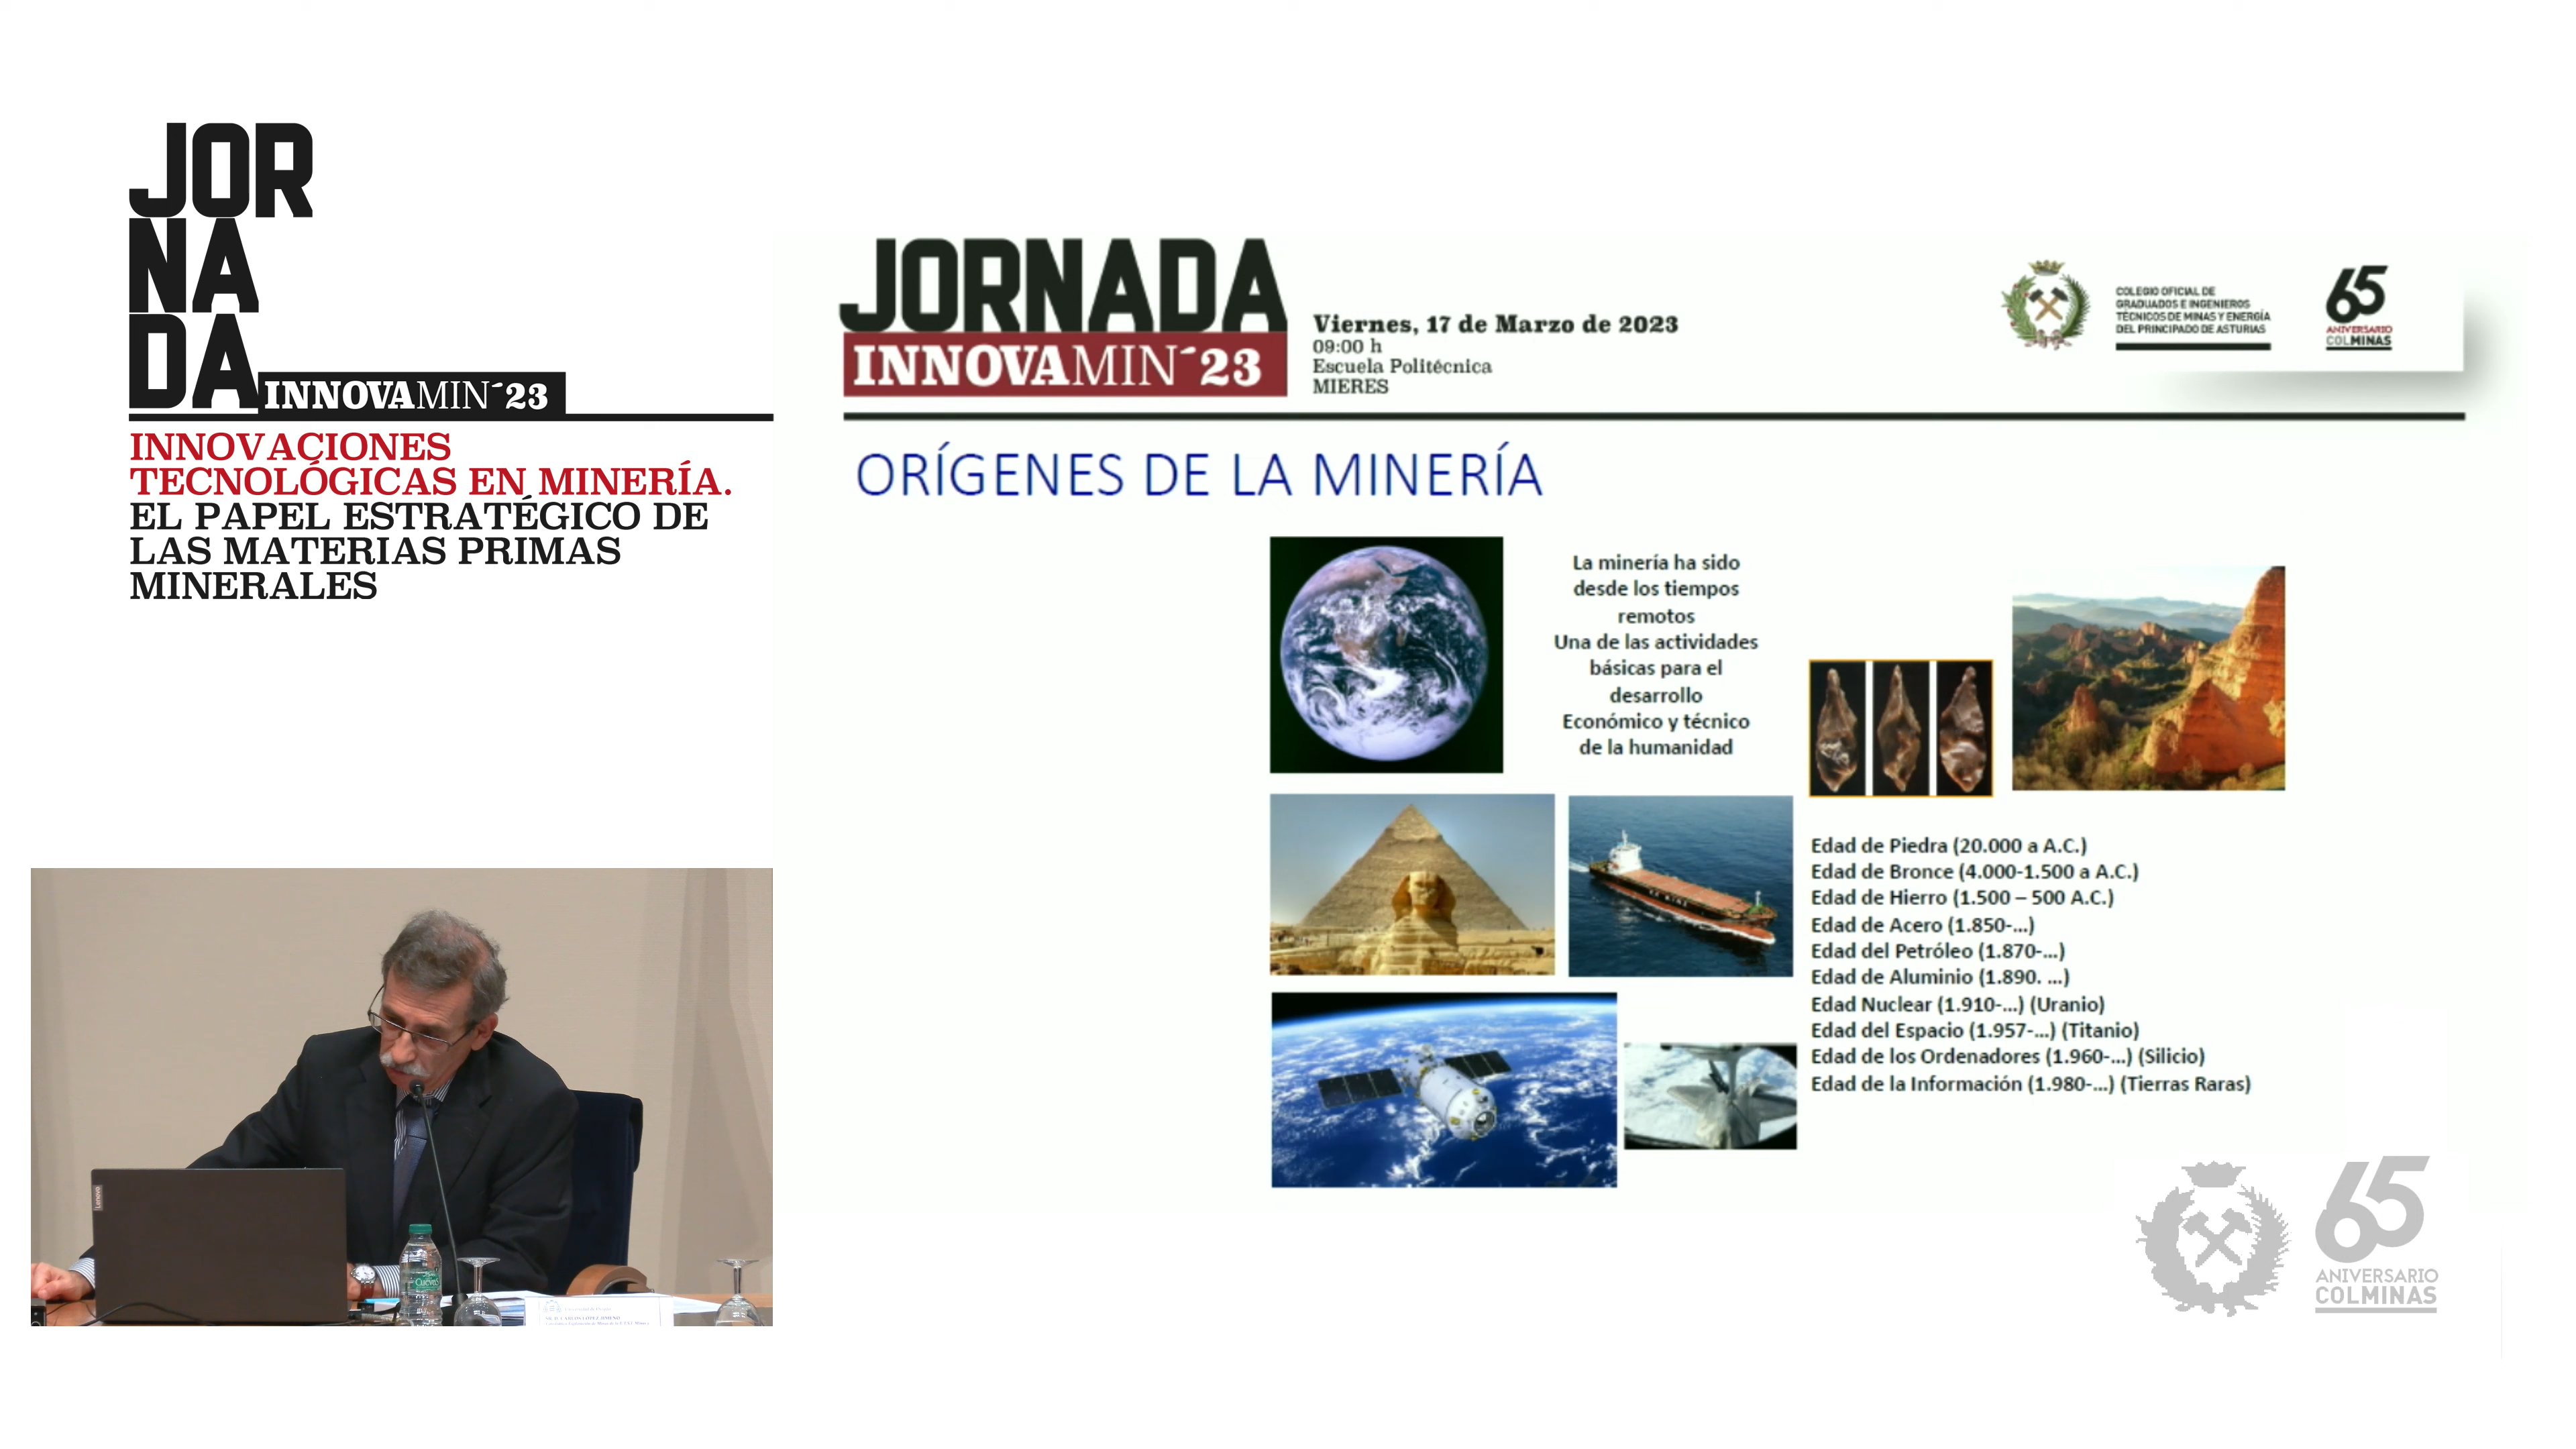 JOR
NA
DA
INNOVAMIN´23
INNOVACIONES
TECNOLÓGICAS EN MINERÍA.
EL PAPEL ESTRATÉGICO DE
LAS MATERIAS PRIMAS
MINERALES
JORNADA
INNOVAMIN´23
Viernes, 17 de Marzo de 2023
09:00 h
Escuela Politécnica
MIERES
COLEGIO OFICIAL DE
GRADUADOS E INGENIEROS
TÉCNICOS DE MINAS Y ENERGÍA
DEL PRINCIPADO DE ASTURIAS
65
ANIVERSARIO
COLMINAS
ORÍGENES DE LA MINERÍA
La minería ha sido
desde los tiempos
remotos
Una de las actividades
básicas para el
desarrollo
Económico y técnico
de la humanidad
Edad de Piedra (20.000 a A.C.)
Edad de Bronce (4.000-1.500 a A.C.)
Edad de Hierro (1.500 – 500 A.C.)
Edad de Acero (1.850-...)
Edad del Petróleo (1.870-...)
Edad de Aluminio (1.890. ...)
Edad Nuclear (1.910-...) (Uranio)
Edad del Espacio (1.957-...) (Titanio)
Edad de los Ordenadores (1.960-...) (Silicio)
Edad de la Información (1.980-...) (Tierras Raras)
Lenovo
65
ANIVERSARIO
COLMINAS